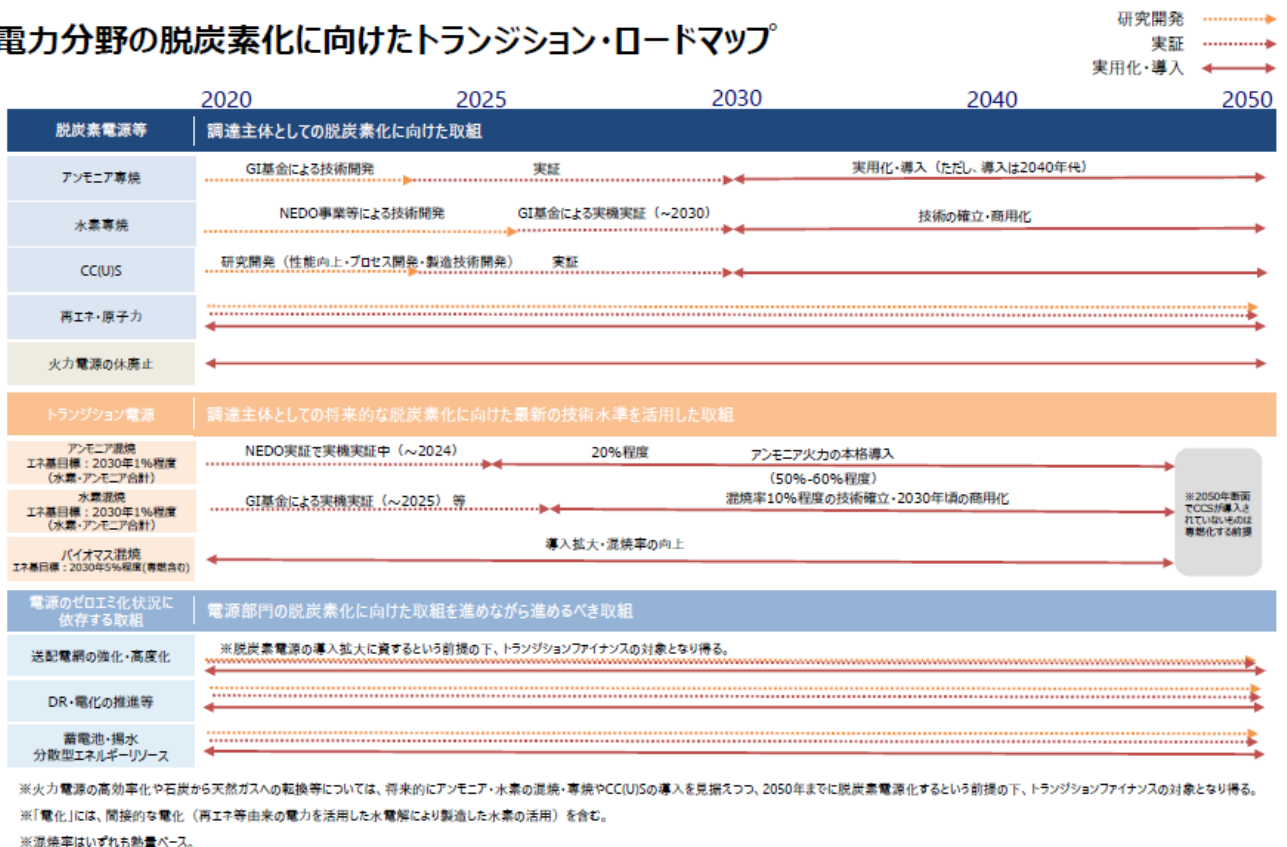 電力分野の脱炭素化に向けたトランジション・ロードマップ
研究開発
実証
実用化・導入
2020 2025 2030 2040 2050
脱炭素電源等 調達主体としての脱炭素化に向けた取組
アンモニア専焼 GI基金による技術開発 実証 実用化・導入（ただし、導入は2040年代）
水素専焼 NEDO事業等による技術開発 GI基金による実機実証（~2030） 技術の確立・商用化
CC(U)S 研究開発（性能向上・プロセス開発・製造技術開発） 実証
再エネ・原子力
火力電源の休廃止
トランジション電源 調達主体としての将来的な脱炭素化に向けた最新の技術水準を活用した取組
アンモニア混焼
エネ基目標：2030年1%程度
（水素・アンモニア合計）
NEDO実証で実機実証中（～2024） 20%程度 アンモニア火力の本格導入
（50%-60%程度）
水素混焼
エネ基目標：2030年1%程度
（水素・アンモニア合計）
GI基金による実機実証（～2025）等 混焼率10%程度の技術確立・2030年頃の商用化
バイオマス混焼
エネ基目標：2030年5%程度(専燃含む)
導入拡大・混焼率の向上
※2050年断面
でCCSが導入さ
れていないものは
専燃化する前提
電源のゼロエミ化状況に
依存する取組
電源部門の脱炭素化に向けた取組を進めながら進めるべき取組
送配電網の強化・高度化 ※脱炭素電源の導入拡大に資するという前提の下、トランジションファイナンスの対象となり得る。
DR・電化の推進等
蓄電池・揚水
分散型エネルギーリソース
※火力電源の高効率化や石炭から天然ガスへの転換等については、将来的にアンモニア・水素の混焼・専焼やCC(U)Sの導入を見据えつつ、2050年までに脱炭素電源化するという前提の下、トランジションファイナンスの対象となり得る。
※「電化」には、間接的な電化（再エネ等由来の電力を活用した水電解により製造した水素の活用）を含む。
※混焼率はいずれも熱量ベース。